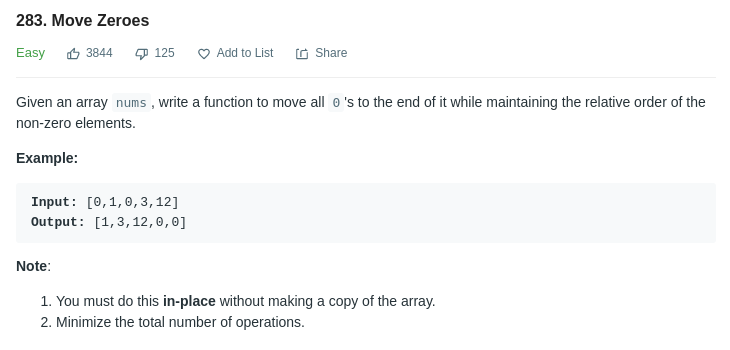 283. Move Zeroes
Easy 3844 125 Add to List Share
Given an array nums, write a function to move all 0's to the end of it while maintaining the relative order of the
non-zero elements.
Example:
Input: [0,1,0,3,12]
Output: [1,3,12,0,0]
Note:
1. You must do this in-place without making a copy of the array.
2. Minimize the total number of operations.